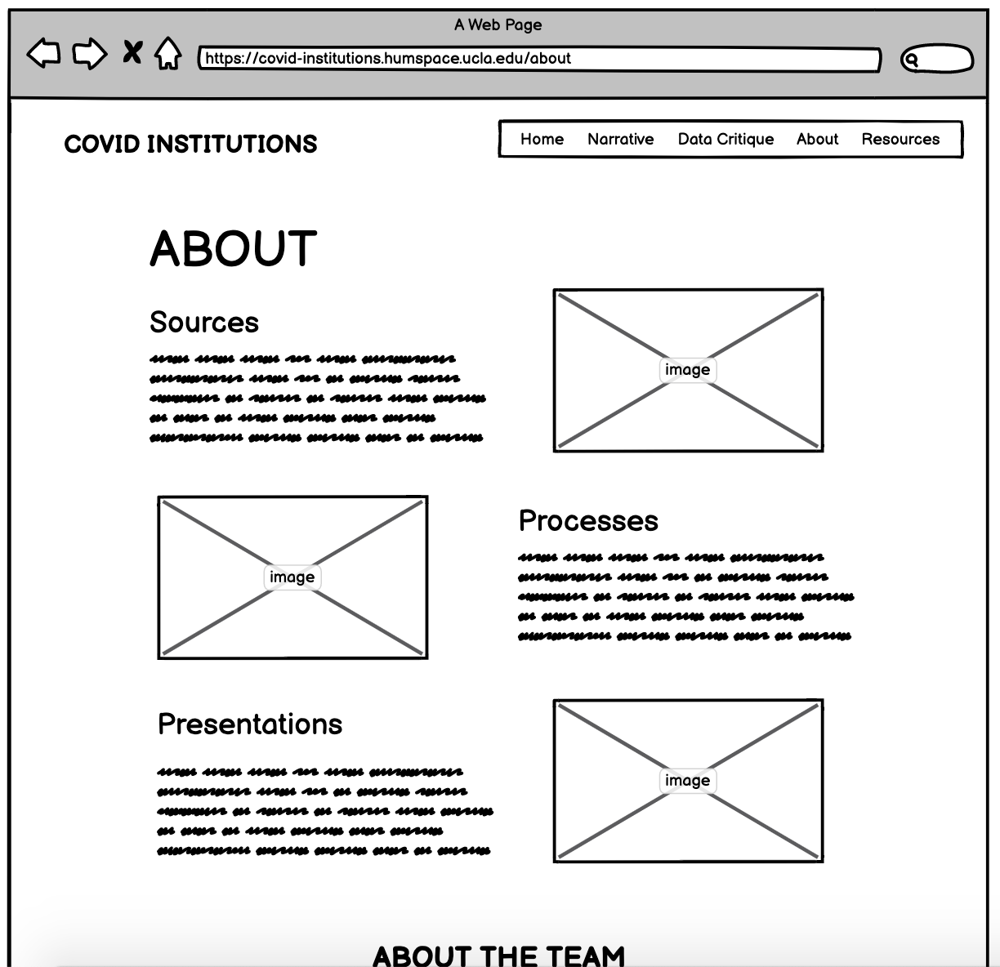 A Web Page
https://covid-institutions.humspace.ucla.edu/about
COVID INSTITUTIONS
Home Narrative Data Critique About Resources
ABOUT
Sources
image
image
Processes
Presentations
image
ABOUT THE TEAM